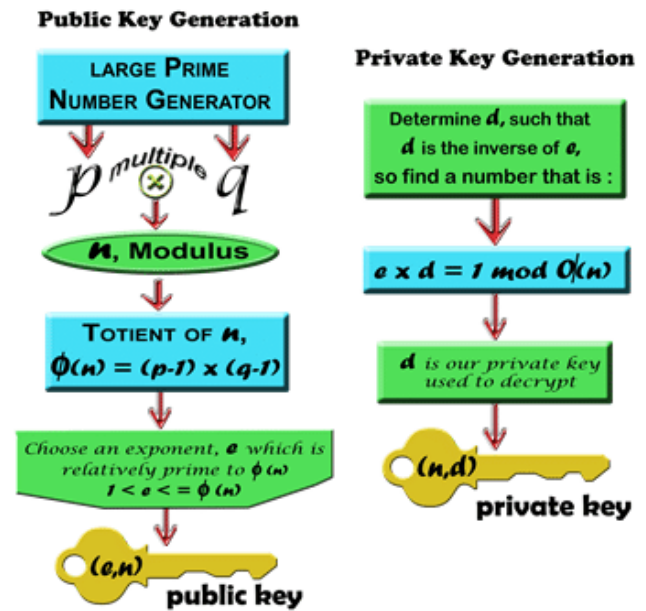 Public Key Generation
LARGE PRIME
NUMBER GENERATOR
p multiple q
n, Modulus
TOTIENT OF n,
ϕ(n) = (p-1) x (q-1)
Choose an exponent, e which is
relatively prime to ϕ(n)
1 < e < = ϕ(n)
(e,n)
public key
Private Key Generation
Determine d, such that
d is the inverse of e,
so find a number that is :
e x d = 1 mod O|(n)
d is our private key
used to decrypt
(n,d)
private key